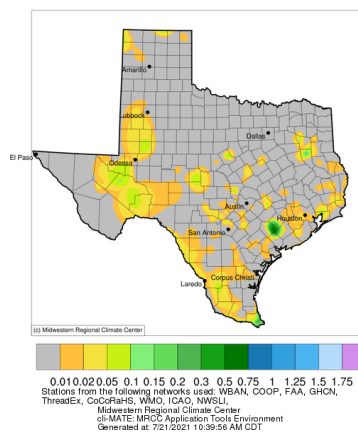 Amarillo
Lubbock
Dallas
El Paso
Odessa
Austin
Houston
San Antonio
Corpus Christi
Laredo
(c) Midwestern Regional Climate Center
0.01 0.02 0.05 0.1 0.15 0.2 0.3 0.5 0.75 1 1.25 1.5 1.75
Stations from the following networks used: WBAN, COOP, FAA, GHCN,
ThreadEx, CoCoRaHS, WMO, ICAO, NWSLI,
Midwestern Regional Climate Center
cli-MATE: MRCC Application Tools Environment
Generated at: 7/21/2021 10:39:56 AM CDT